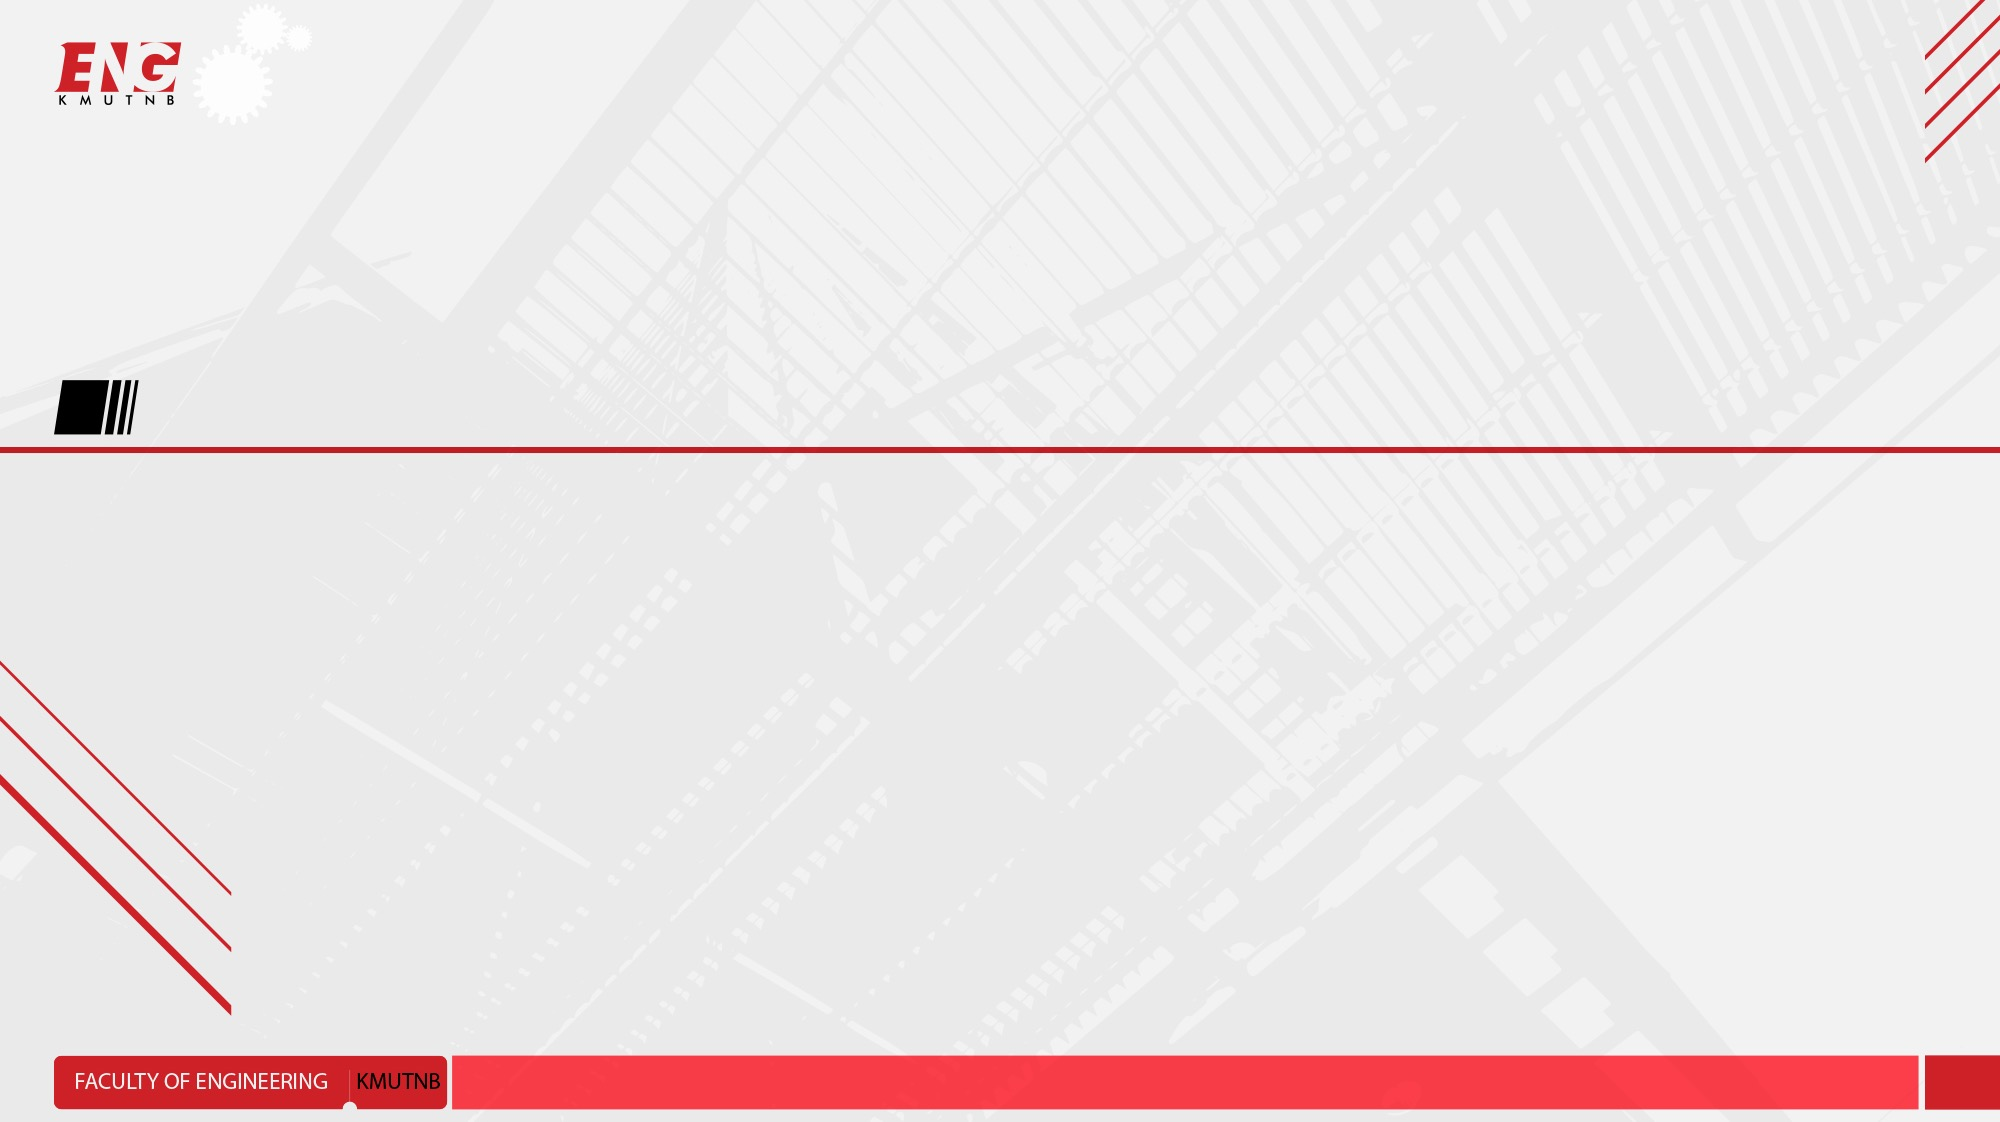 ENG
KMUTNB
FACULTY OF ENGINEERING KMUTNB